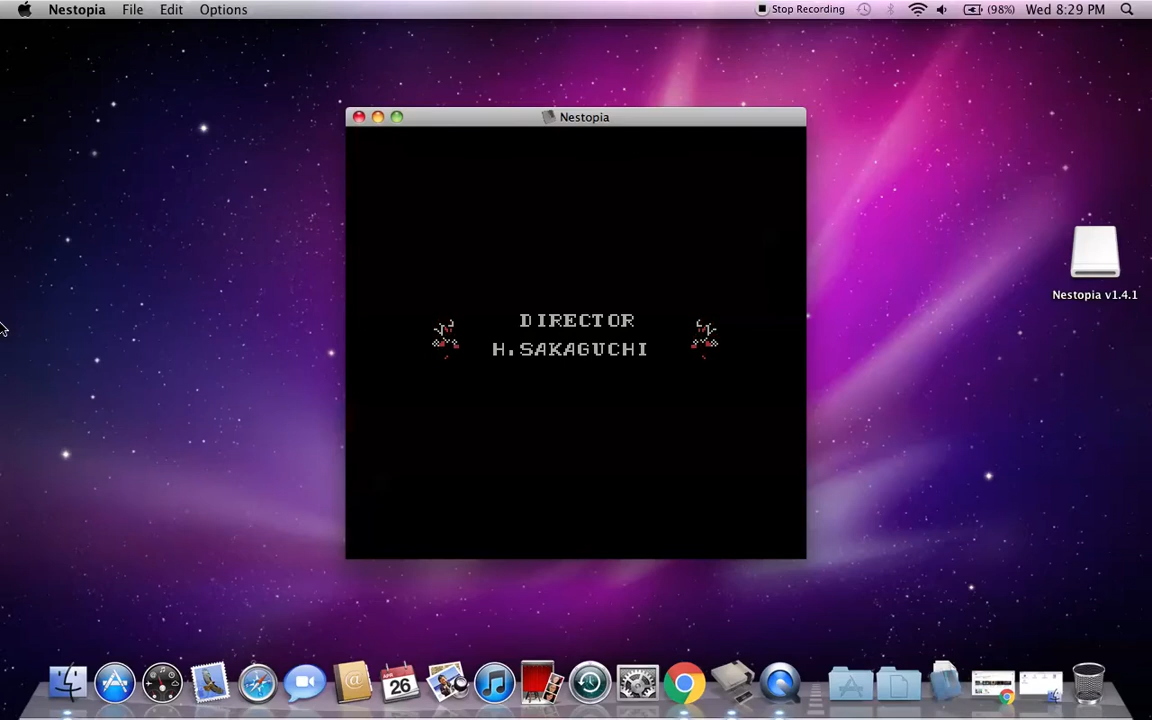 Nestopia File Edit Options Stop Recording (98%) Wed 8:29 PM
Nestopia
DIRECTOR
H.SAKAGUCHI
Nestopia v1.4.1
APR
26